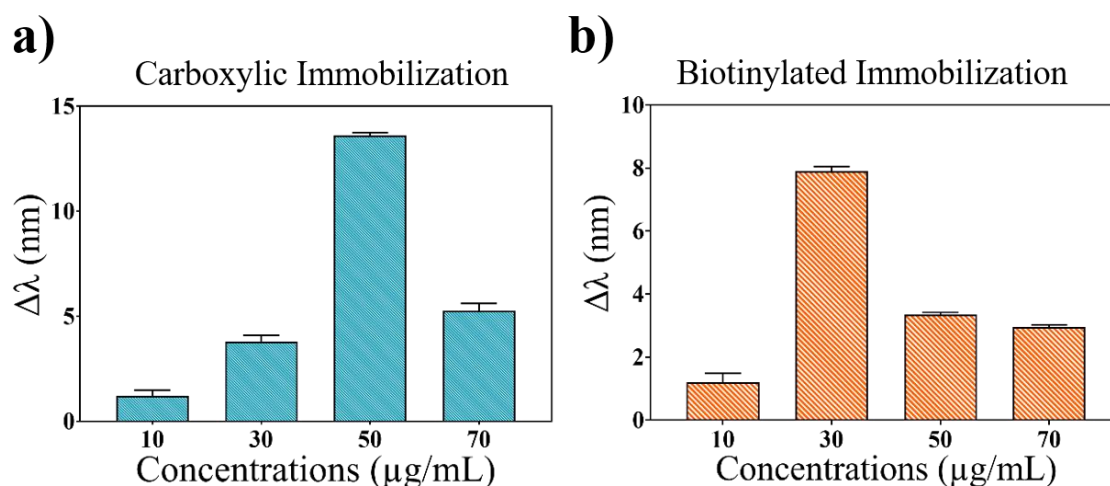 a)
Carboxylic Immobilization
15
10
5
0
Δλ (nm)
10 30 50 70
Concentrations (µg/mL)
b)
Biotinylated Immobilization
10
8
6
4
2
0
Δλ (nm)
10 30 50 70
Concentrations (µg/mL)